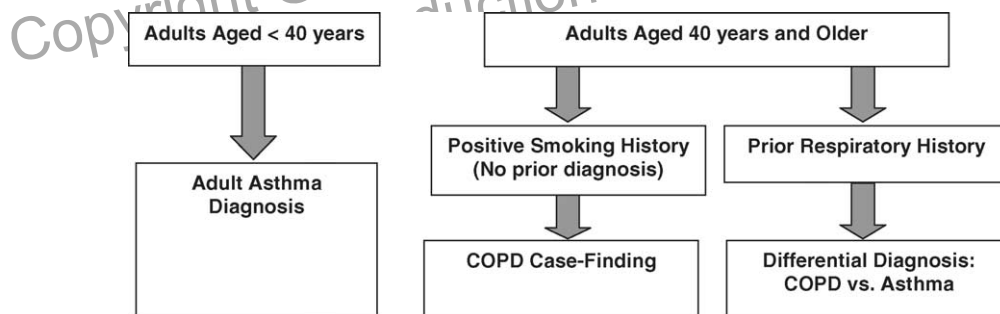 Adults Aged < 40 years
Adults Aged 40 years and Older
Positive Smoking History
(No prior diagnosis)
Prior Respiratory History
Adult Asthma
Diagnosis
COPD Case-Finding
Differential Diagnosis:
COPD vs. Asthma